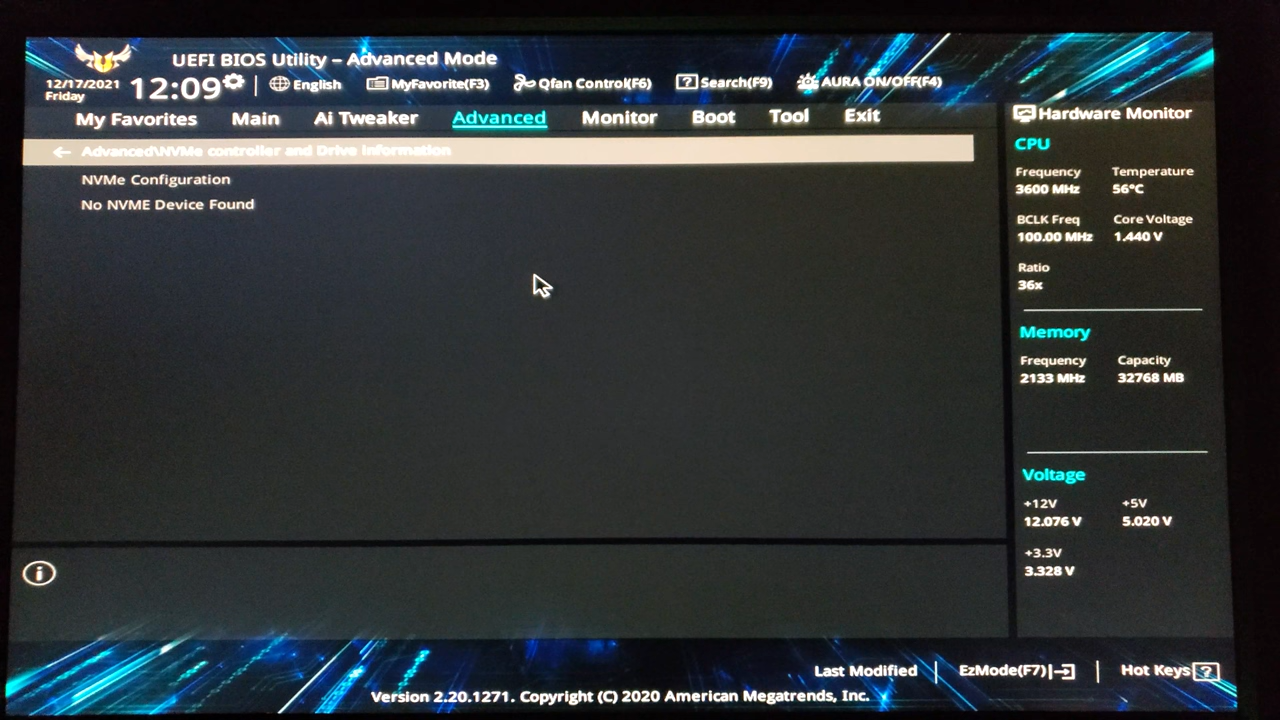 UEFI BIOS Utility – Advanced Mode
12/17/2021
Friday
12:09
English
MyFavorite(F3)
Qfan Control(F6)
Search(F9)
AURA ON/OFF(F4)
My Favorites Main Ai Tweaker Advanced Monitor Boot Tool Exit
Advanced\NVMe controller and Drive information
NVMe Configuration
No NVME Device Found
Hardware Monitor
CPU
Frequency Temperature
3600 MHz 56°C
BCLK Freq Core Voltage
100.00 MHz 1.440 V
Ratio
36x
Memory
Frequency Capacity
2133 MHz 32768 MB
Voltage
+12V +5V
12.076 V 5.020 V
+3.3V
3.328 V
Last Modified
EzMode(F7)
Hot Keys ?
Version 2.20.1271. Copyright (C) 2020 American Megatrends, Inc.